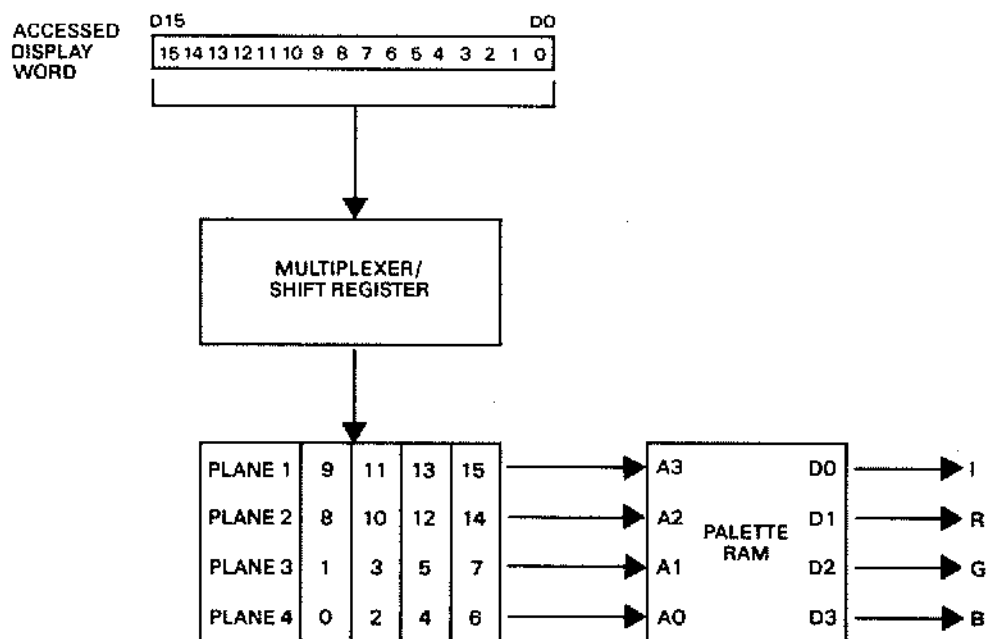 ACCESSED
DISPLAY
WORD
D15 D0
15 14 13 12 11 10 9 8 7 6 5 4 3 2 1 0
MULTIPLEXER/
SHIFT REGISTER
PLANE 1 9 11 13 15 A3 D0 I
PLANE 2 8 10 12 14 A2 D1 R
PALETTE
RAM
PLANE 3 1 3 5 7 A1 D2 G
PLANE 4 0 2 4 6 A0 D3 B